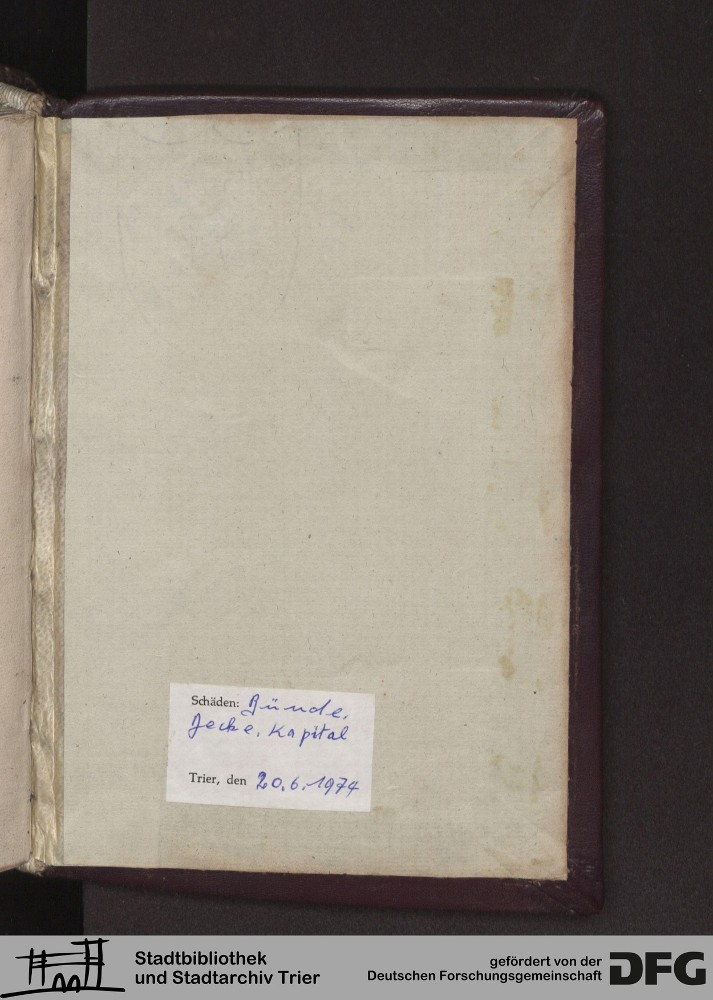 Schäden: Bünde,
Decke, Kapital
Trier, den 20.6.1974
Stadtbibliothek
und Stadtarchiv Trier
gefördert von der
Deutschen Forschungsgemeinschaft
DFG